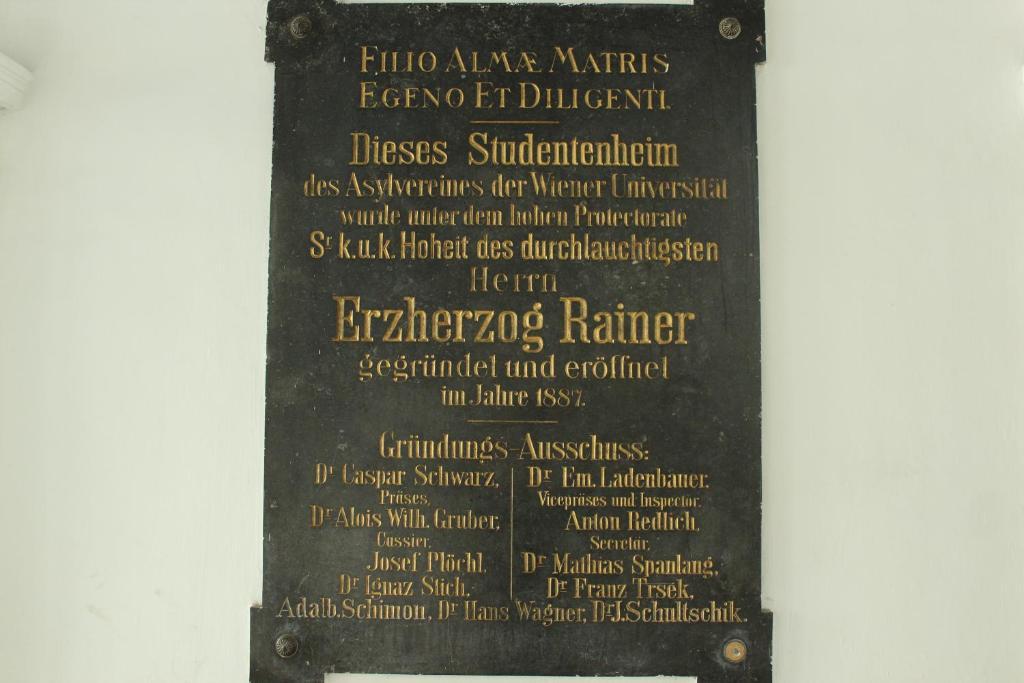 FILIO ALMÆ MATRIS
EGENO ET DILIGENTI.
Dieses Studentenheim
des Asylvereines der Wiener Universität
wurde unter dem hohen Protectorate
Sr k.u.k. Hoheit des durchlauchtigsten
Herrn
Erzherzog Rainer
gegründet und eröffnet
im Jahre 1887.
Gründungs-Ausschuss:
Dr Caspar Schwarz,
Präses,
Dr Alois Wilh. Gruber,
Cassier,
Josef Plöchl,
Dr Ignaz Stich.
Dr Em. Ladenbauer,
Vicepräses und Inspector,
Anton Redlich,
Secretär,
Dr Mathias Spanlang,
Dr Franz Trsek,
Adalb. Schimon, Dr Hans Wagner, Dr J. Schultschik.